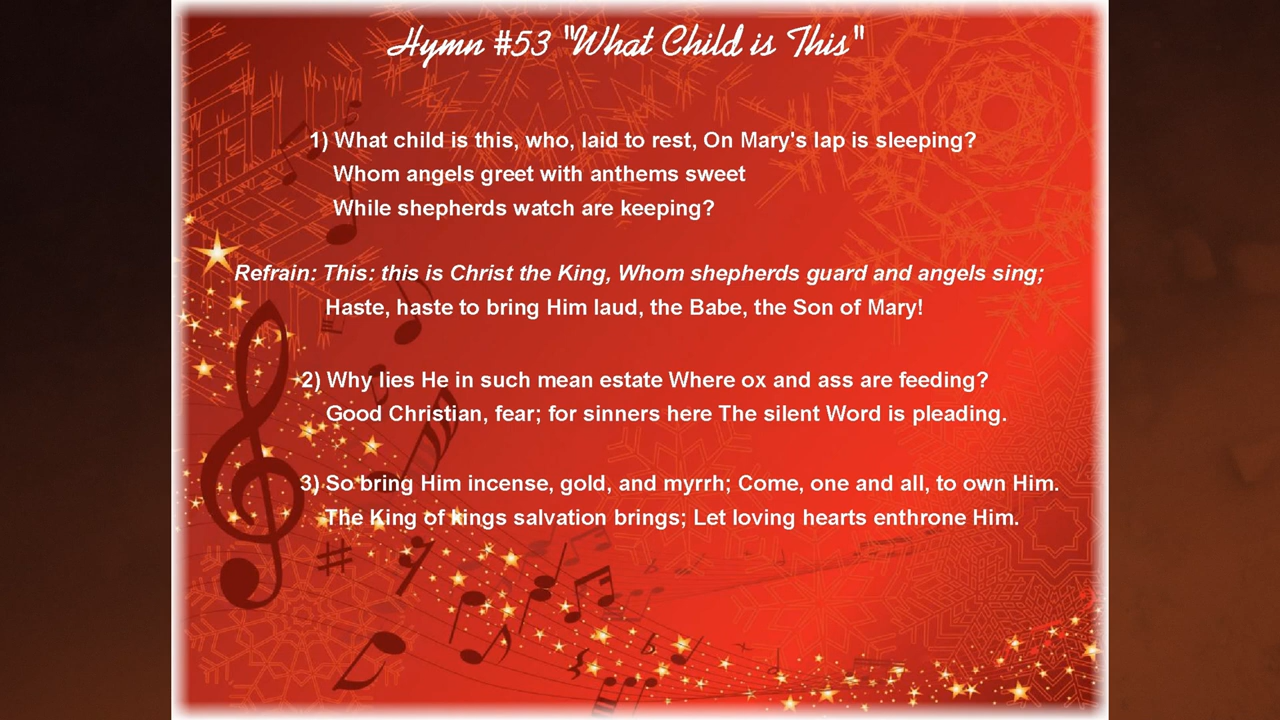 Hymn #53 "What Child is This"
1) What child is this, who, laid to rest, On Mary's lap is sleeping?
Whom angels greet with anthems sweet
While shepherds watch are keeping?
Refrain: This: this is Christ the King, Whom shepherds guard and angels sing;
Haste, haste to bring Him laud, the Babe, the Son of Mary!
2) Why lies He in such mean estate Where ox and ass are feeding?
Good Christian, fear; for sinners here The silent Word is pleading.
3) So bring Him incense, gold, and myrrh; Come, one and all, to own Him.
The King of kings salvation brings; Let loving hearts enthrone Him.